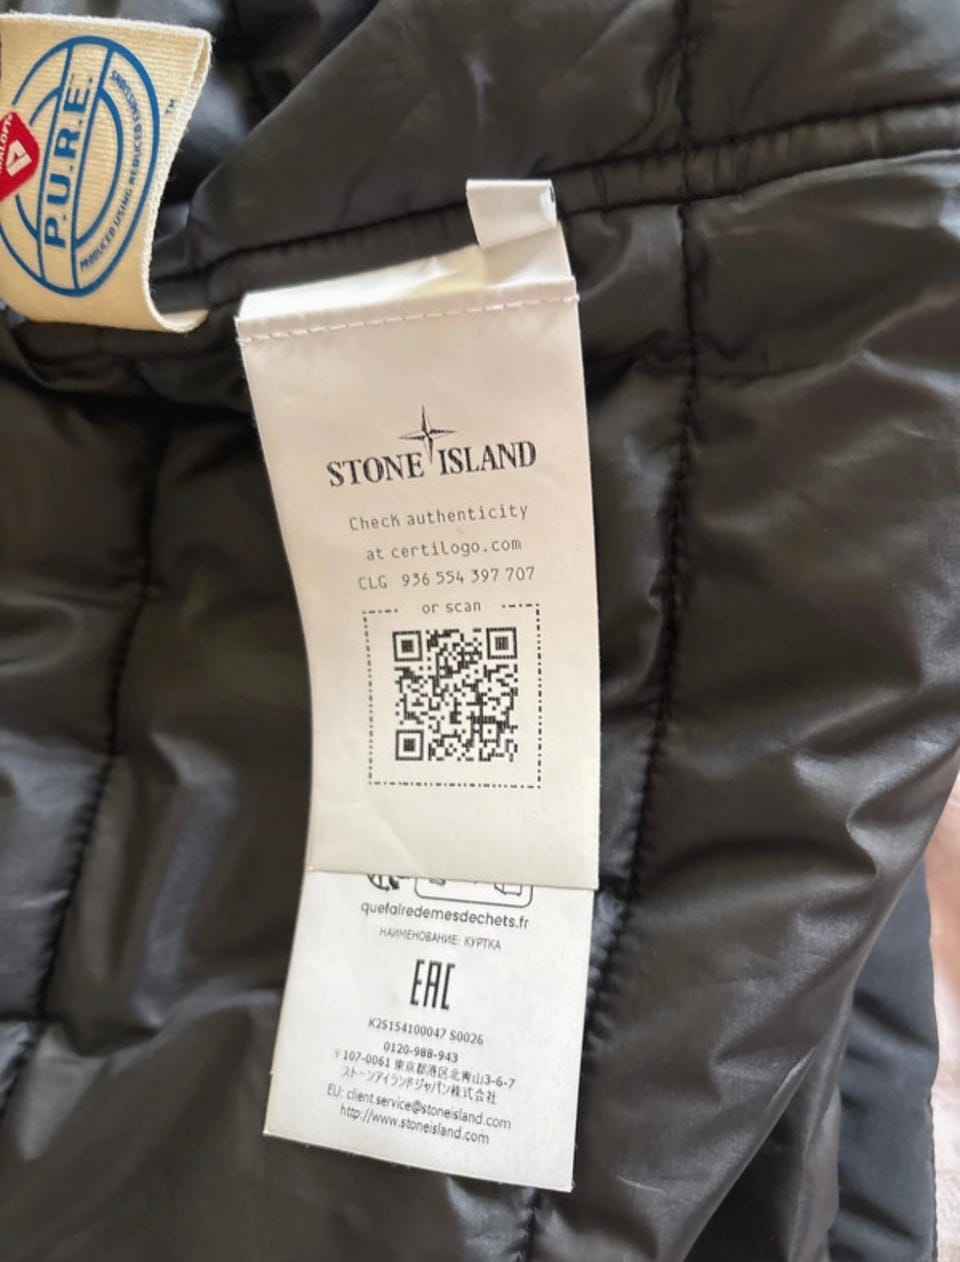 P.U.R.E.™
PRODUCED USING REDUCED EMISSIONS
™
STONE ISLAND
Check authenticity
at certilogo.com
CLG 936 554 397 707
or scan
quefairedemesdechets.fr
НАИМЕНОВАНИЕ: КУРТКА
EAC
K2S154100047 S0026
0120-988-943
〒107-0061 東京都港区北青山3-6-7
ストーンアイランドジャパン株式会社
EU: client.service@stoneisland.com
http://www.stoneisland.com